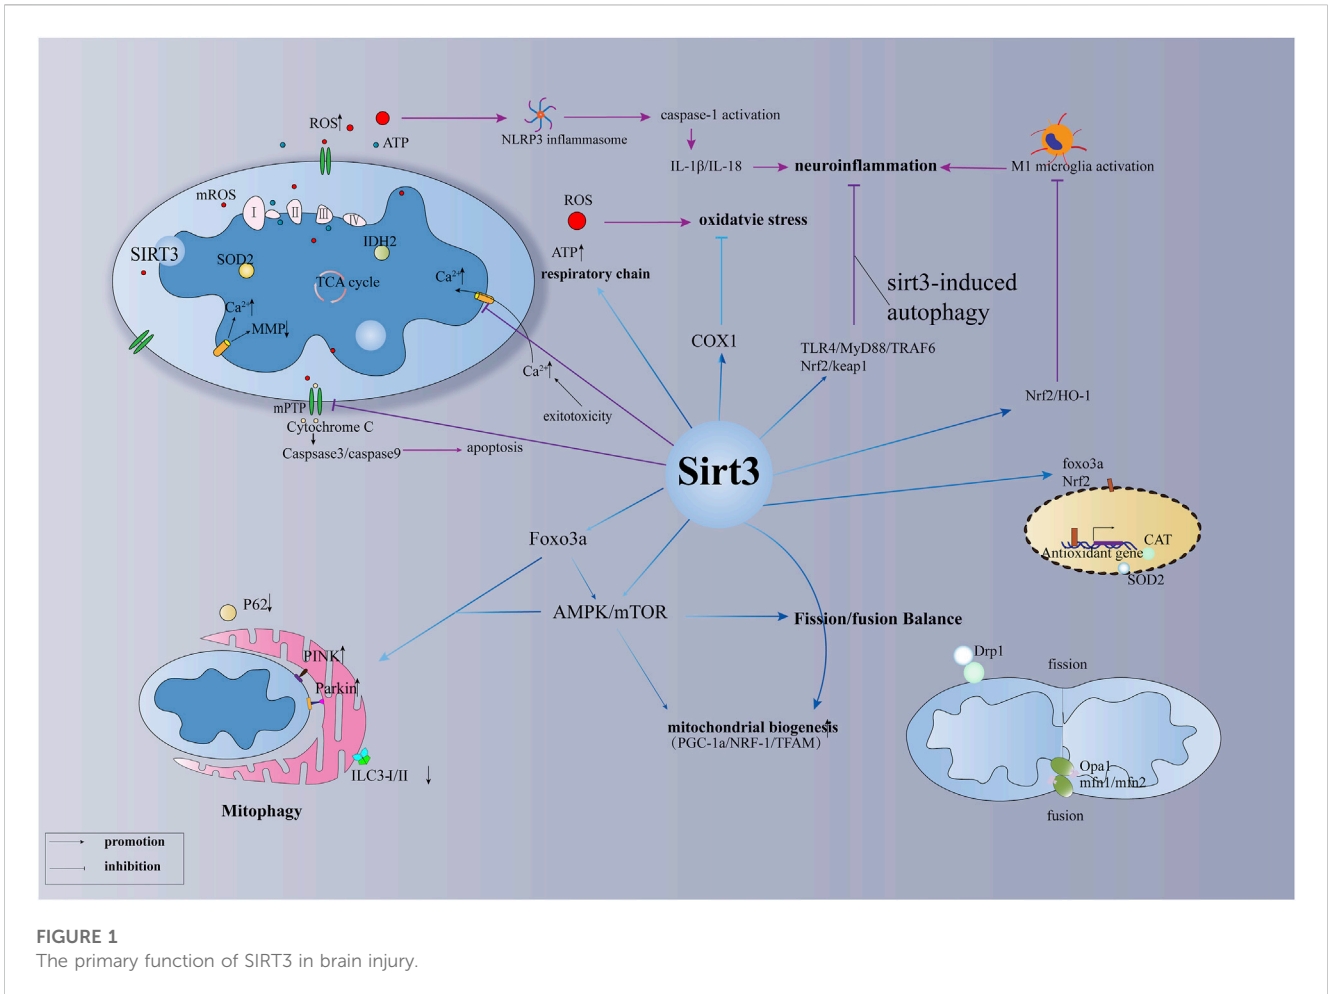 ROS↑
ATP
NLRP3 inflammasome
caspase-1 activation
IL-1β/IL-18
neuroinflammation
M1 microglia activation
mROS
I
II
III
IV
SIRT3
SOD2
IDH2
TCA cycle
Ca²⁺↑
Ca²⁺↑
MMP↓
ROS
oxidatvie stress
ATP↑
respiratory chain
sirt3-induced
autophagy
COX1
TLR4/MyD88/TRAF6
Nrf2/keap1
Ca²⁺↑
exitotoxicity
Nrf2/HO-1
mPTP
Cytochrome C
Caspsase3/caspase9
apoptosis
Sirt3
foxo3a
Nrf2
Antioxidant gene
CAT
SOD2
Foxo3a
AMPK/mTOR
Fission/fusion Balance
P62↓
PINK↑
Parkin↑
ILC3-I/II ↓
Mitophagy
mitochondrial biogenesis↑
(PGC-1a/NRF-1/TFAM)
Drp1
fission
Opa1
mfn1/mfn2
fusion
promotion
inhibition
FIGURE 1
The primary function of SIRT3 in brain injury.